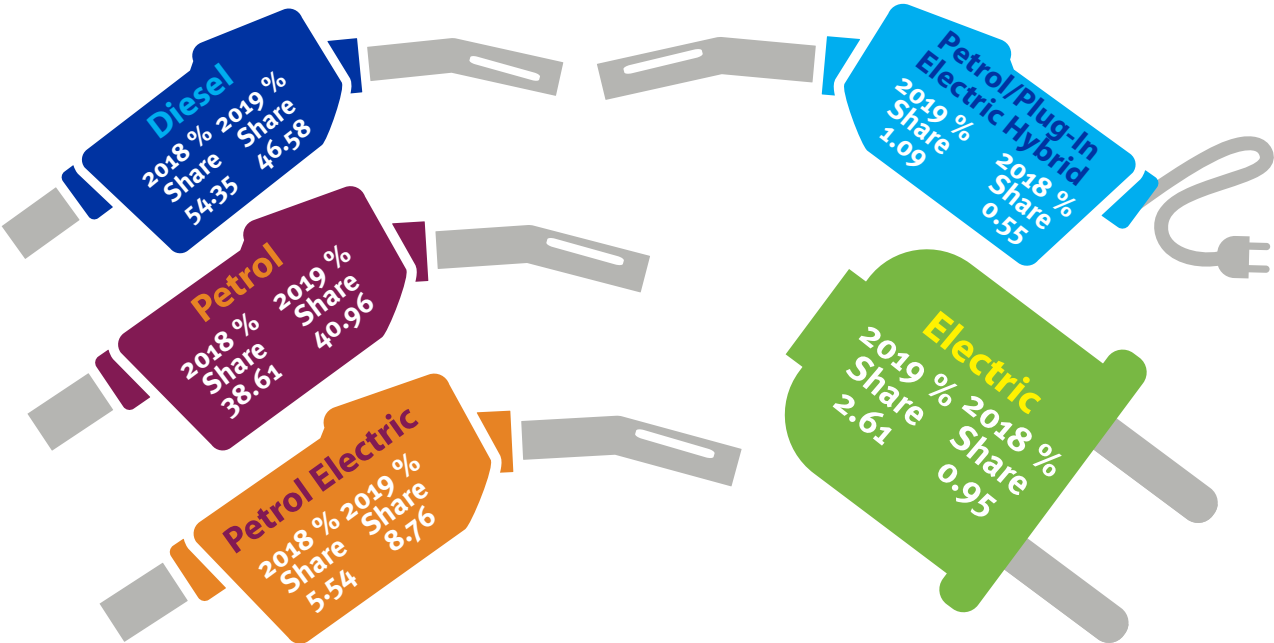 Diesel
2018 %
Share
54.35
2019 %
Share
46.58
Petrol
2018 %
Share
38.61
2019 %
Share
40.96
Petrol Electric
2018 %
Share
5.54
2019 %
Share
8.76
Petrol/Plug-In
Electric Hybrid
2019 %
Share
1.09
2018 %
Share
0.55
Electric
2019 %
Share
2.61
2018 %
Share
0.95